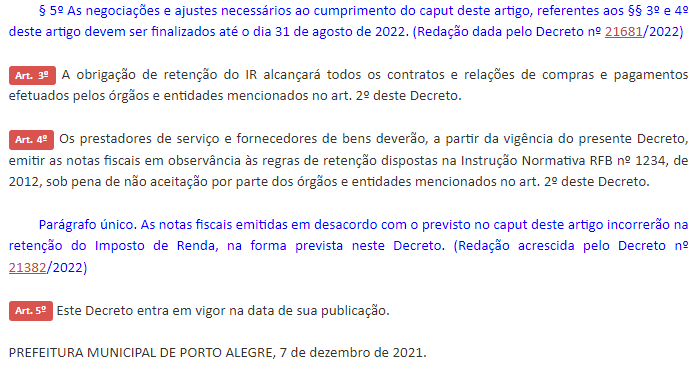 § 5º As negociações e ajustes necessários ao cumprimento do caput deste artigo, referentes aos §§ 3º e 4º
deste artigo devem ser finalizados até o dia 31 de agosto de 2022. (Redação dada pelo Decreto nº 21681/2022)
Art. 3º A obrigação de retenção do IR alcançará todos os contratos e relações de compras e pagamentos
efetuados pelos órgãos e entidades mencionados no art. 2º deste Decreto.
Art. 4º Os prestadores de serviço e fornecedores de bens deverão, a partir da vigência do presente Decreto,
emitir as notas fiscais em observância às regras de retenção dispostas na Instrução Normativa RFB nº 1234, de
2012, sob pena de não aceitação por parte dos órgãos e entidades mencionados no art. 2º deste Decreto.
Parágrafo único. As notas fiscais emitidas em desacordo com o previsto no caput deste artigo incorrerão na
retenção do Imposto de Renda, na forma prevista neste Decreto. (Redação acrescida pelo Decreto nº
21382/2022)
Art. 5º Este Decreto entra em vigor na data de sua publicação.
PREFEITURA MUNICIPAL DE PORTO ALEGRE, 7 de dezembro de 2021.